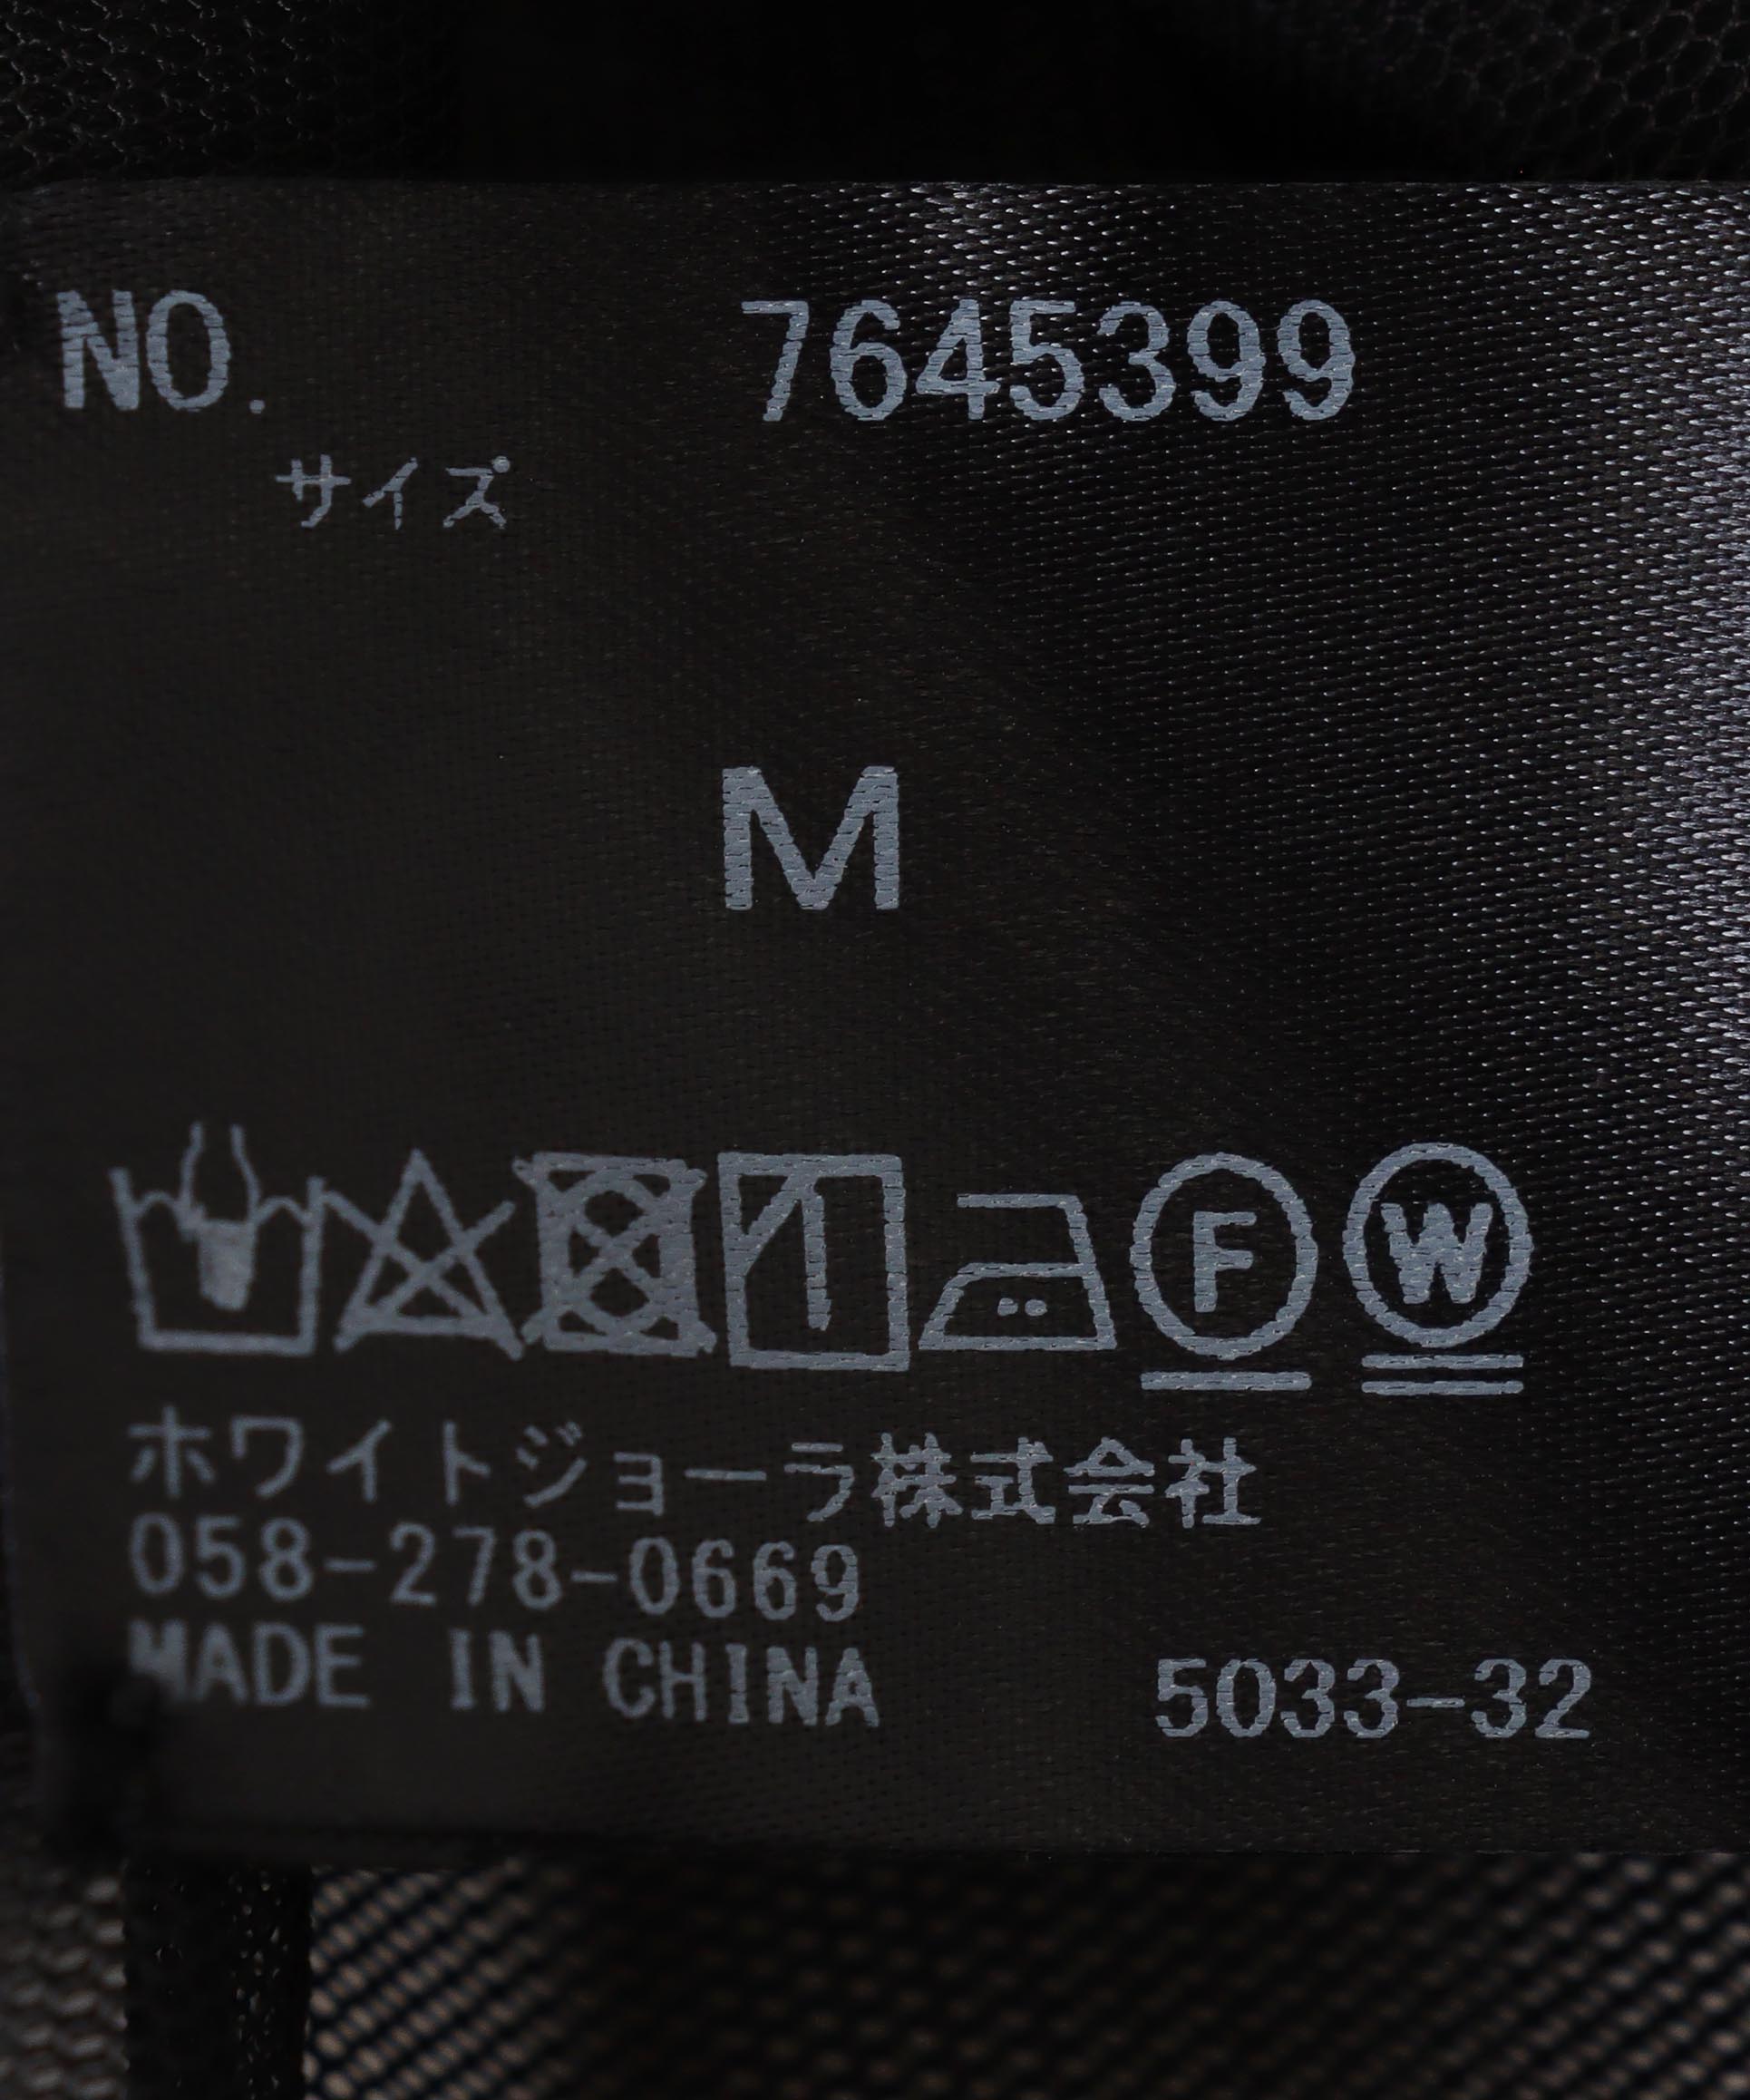 NO. 7645399
サイズ
M
F W
ホワイトジョーラ株式会社
058-278-0669
MADE IN CHINA 5033-32